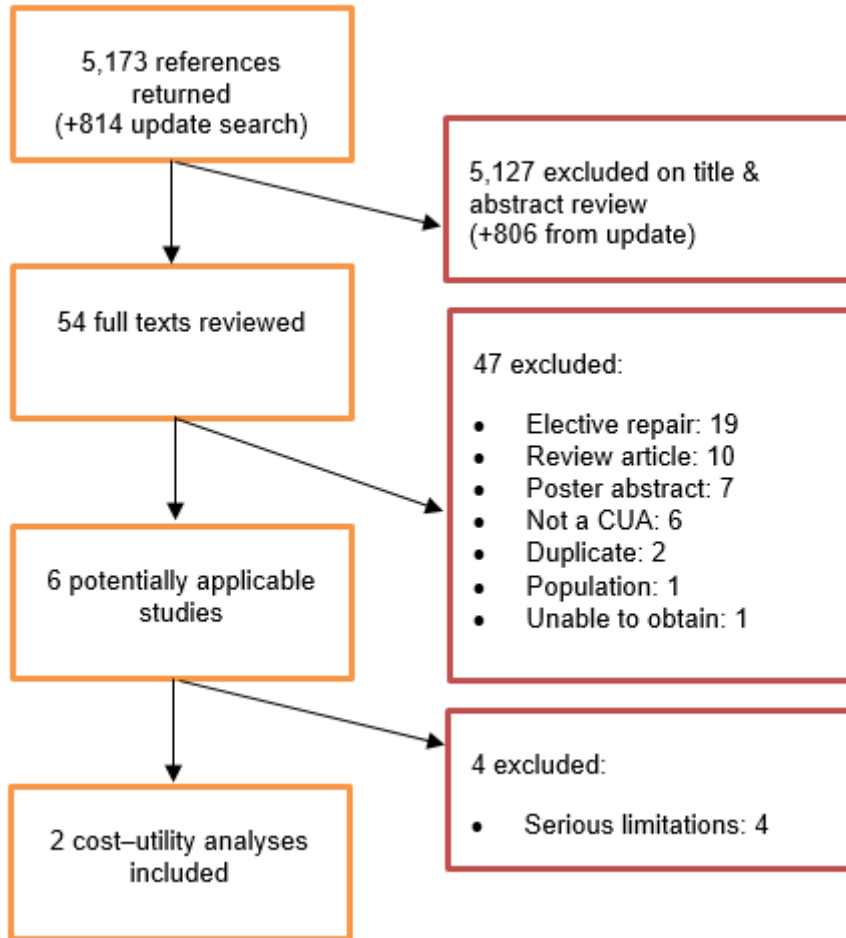 5,173 references
returned
(+814 update search)
5,127 excluded on title &
abstract review
(+806 from update)
54 full texts reviewed
47 excluded:
• Elective repair: 19
• Review article: 10
• Poster abstract: 7
• Not a CUA: 6
• Duplicate: 2
• Population: 1
• Unable to obtain: 1
6 potentially applicable
studies
4 excluded:
• Serious limitations: 4
2 cost–utility analyses
included